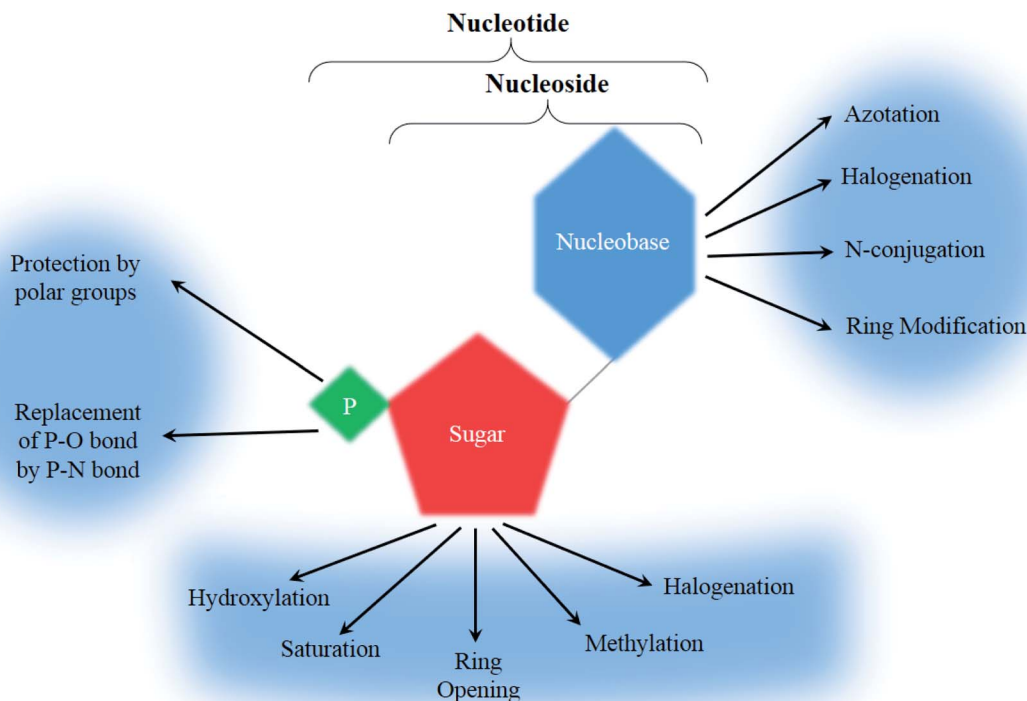 Nucleotide
Nucleoside
Azotation
Halogenation
Nucleobase
N-conjugation
Ring Modification
Protection by
polar groups
P
Replacement
of P-O bond
by P-N bond
Sugar
Hydroxylation
Saturation
Ring
Opening
Methylation
Halogenation